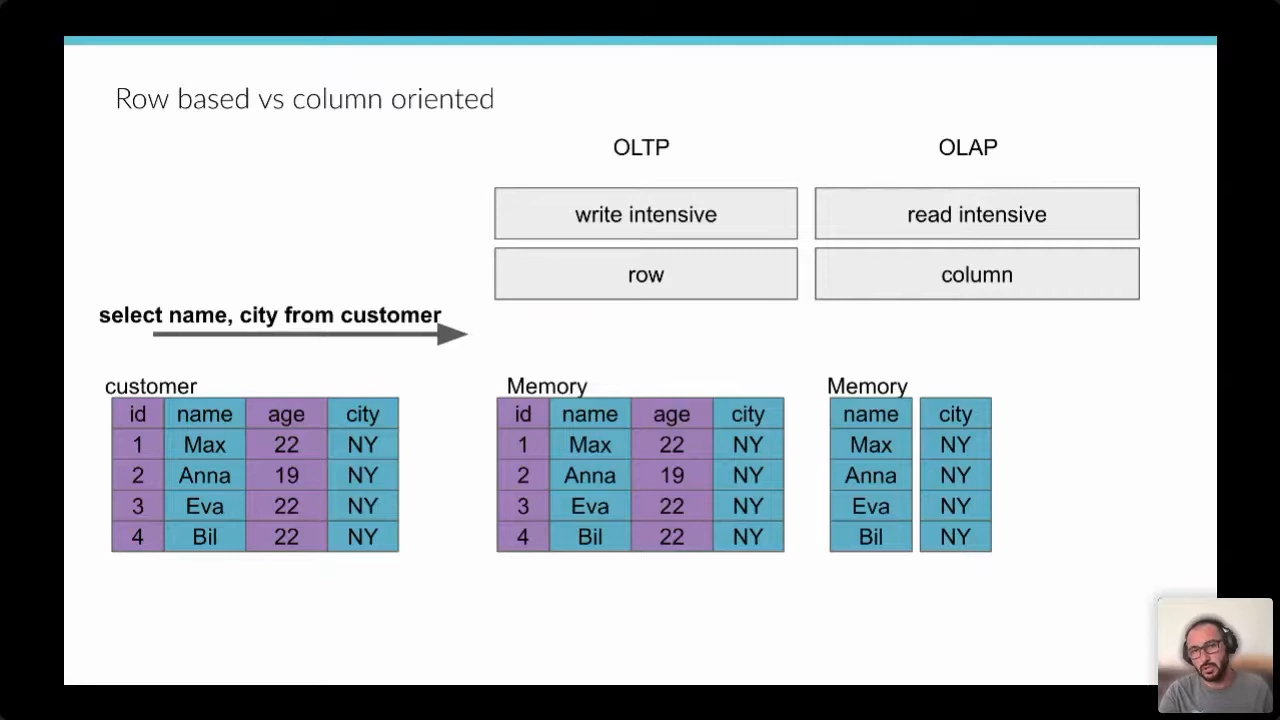 Row based vs column oriented
OLTP OLAP
write intensive read intensive
row column
select name, city from customer
customer Memory Memory
id name age city id name age city name city
1 Max 22 NY 1 Max 22 NY Max NY
2 Anna 19 NY 2 Anna 19 NY Anna NY
3 Eva 22 NY 3 Eva 22 NY Eva NY
4 Bil 22 NY 4 Bil 22 NY Bil NY